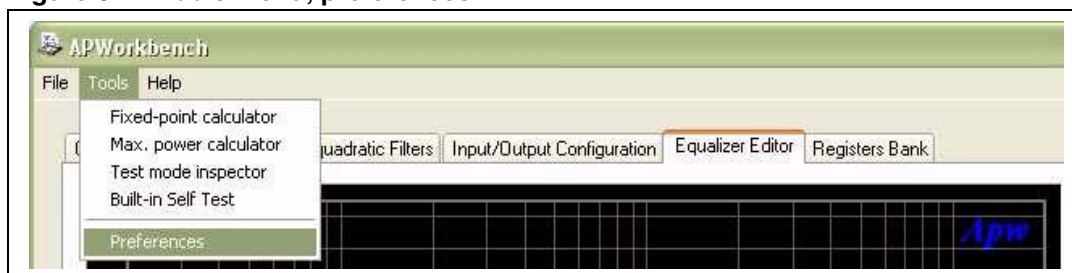 APWorkbench
File Tools Help
Fixed-point calculator
Max. power calculator
Test mode inspector
Built-in Self Test
Preferences
uadratic Filters Input/Output Configuration Equalizer Editor Registers Bank
Apw